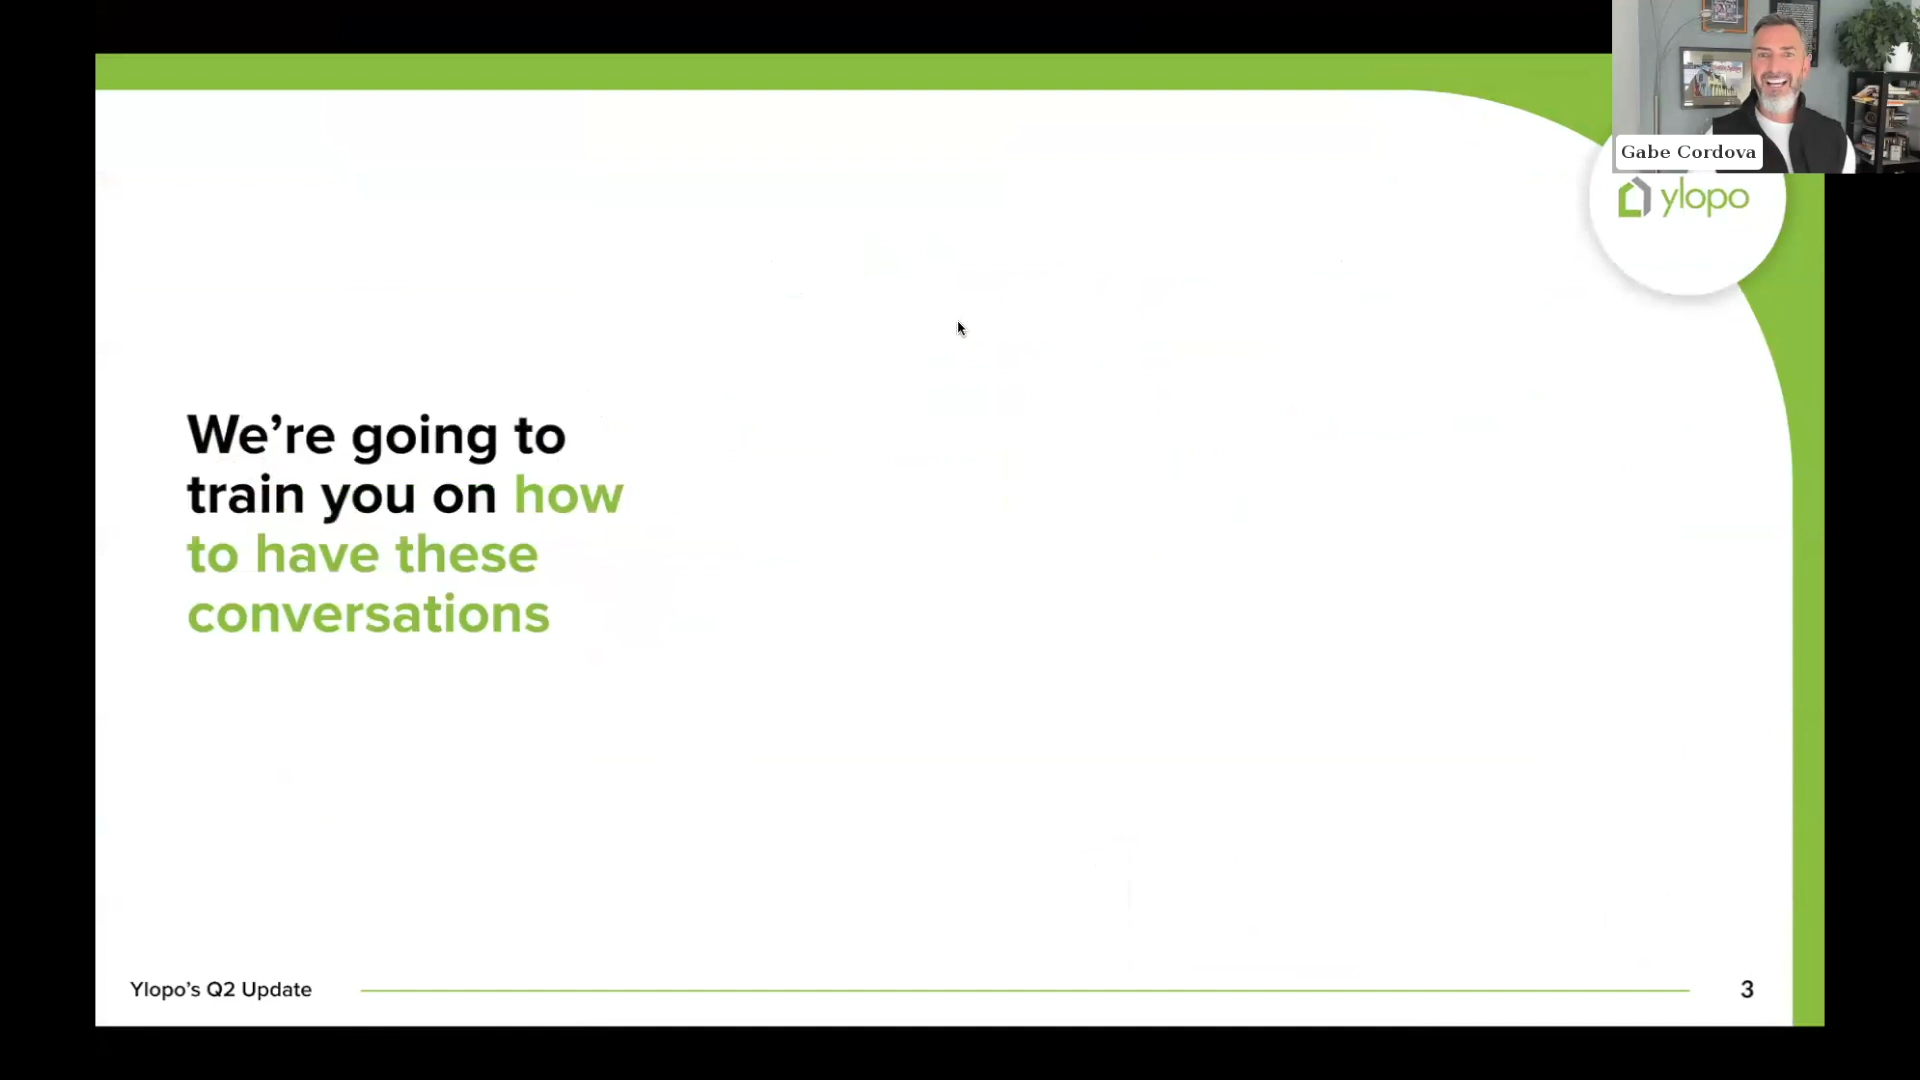 Gabe Cordova
ylopo
We’re going to
train you on how
to have these
conversations
Ylopo’s Q2 Update
3